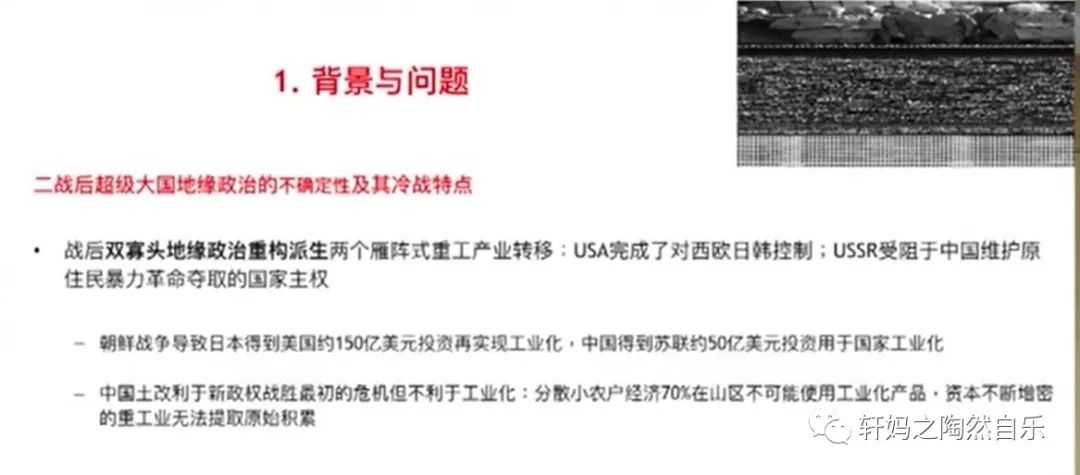 1. 背景与问题
二战后超级大国地缘政治的不确定性及其冷战特点
• 战后双寡头地缘政治重构派生两个雁阵式重工产业转移：USA完成了对西欧日韩控制；USSR受阻于中国维护原
住民暴力革命夺取的国家主权
– 朝鲜战争导致日本得到美国约150亿美元投资再实现工业化，中国得到苏联约50亿美元投资用于国家工业化
– 中国土改利于新政权战胜最初的危机但不利于工业化：分散小农户经济70%在山区不可能使用工业化产品，资本不断增密
的重工业无法提取原始积累
轩妈之陶然自乐